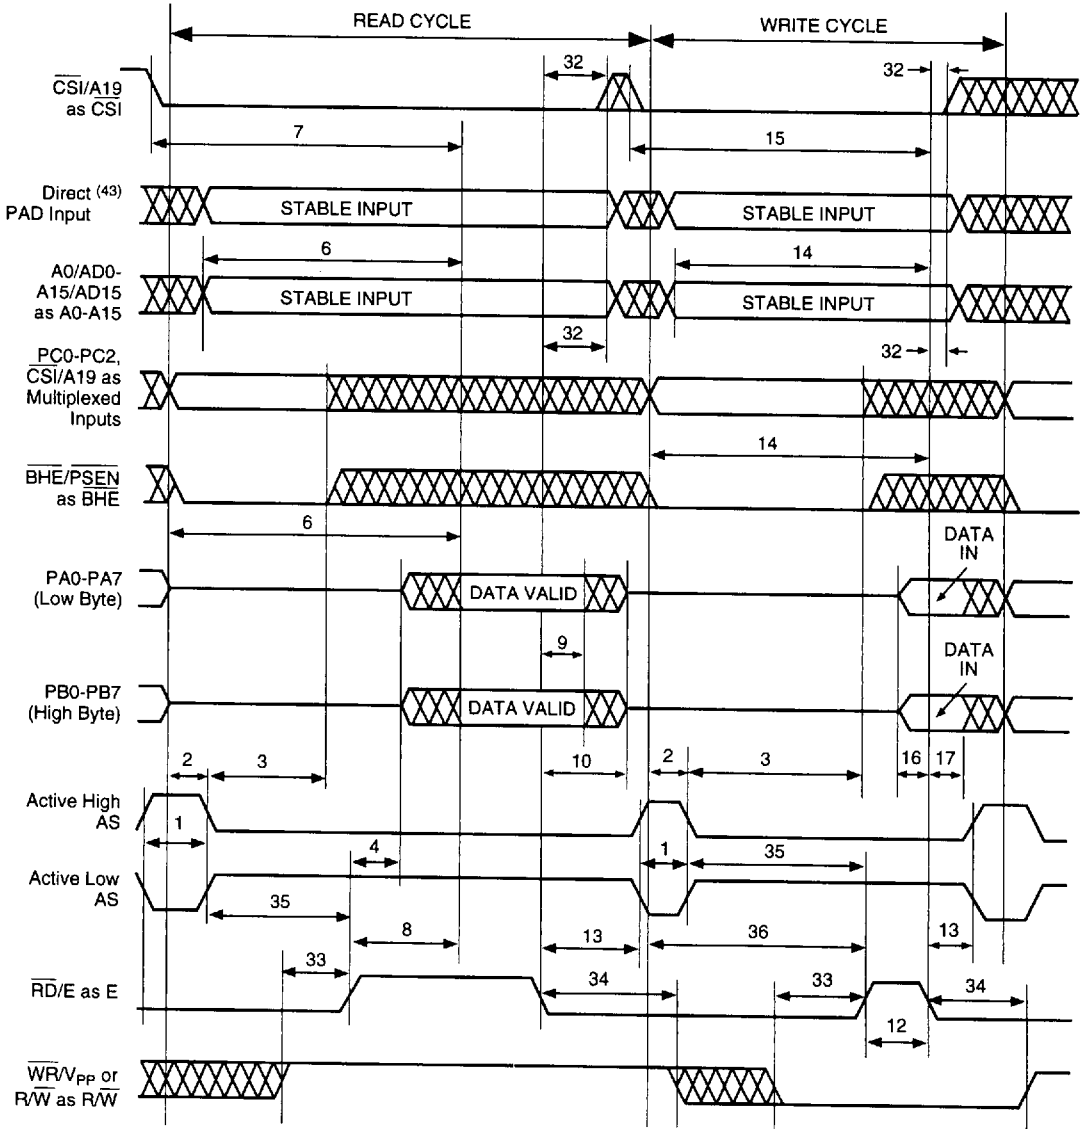 READ CYCLE
WRITE CYCLE
32
32
CSI/A19
as CSI
7
15
Direct (43)
PAD Input
STABLE INPUT
STABLE INPUT
6
14
A0/AD0-
A15/AD15
as A0-A15
STABLE INPUT
STABLE INPUT
32
32
PC0-PC2,
CSI/A19 as
Multiplexed
Inputs
14
BHE/PSEN
as BHE
6
DATA
IN
PA0-PA7
(Low Byte)
DATA VALID
9
DATA
IN
PB0-PB7
(High Byte)
DATA VALID
2
3
10
2
3
16
17
Active High
AS
1
4
1
35
Active Low
AS
35
8
13
36
13
33
34
33
34
RD/E as E
12
WR/VPP or
R/W as R/W